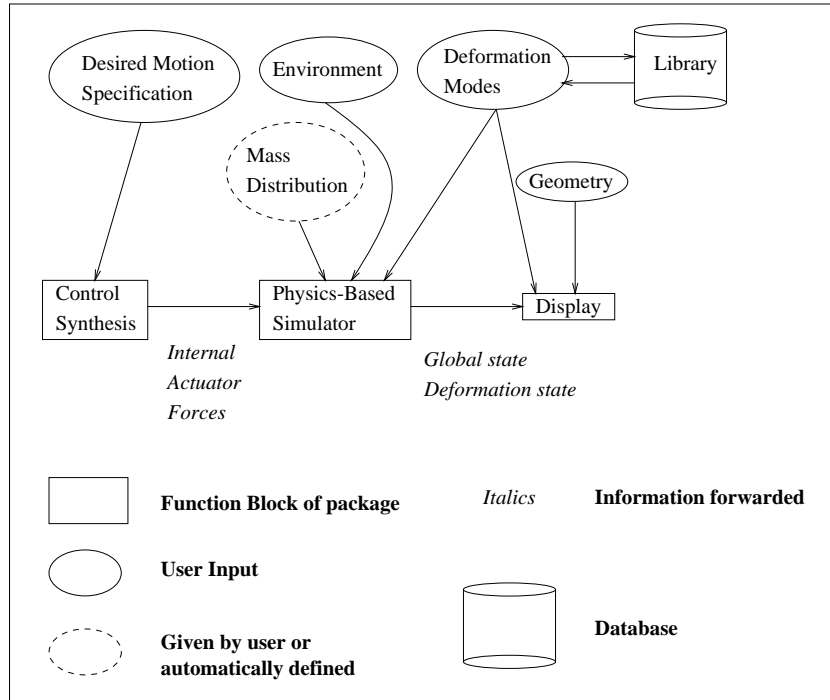 Desired Motion
Specification
Environment
Deformation
Modes
Library
Mass
Distribution
Geometry
Control
Synthesis
Physics-Based
Simulator
Display
Internal
Actuator
Forces
Global state
Deformation state
Function Block of package
Italics
Information forwarded
User Input
Given by user or
automatically defined
Database